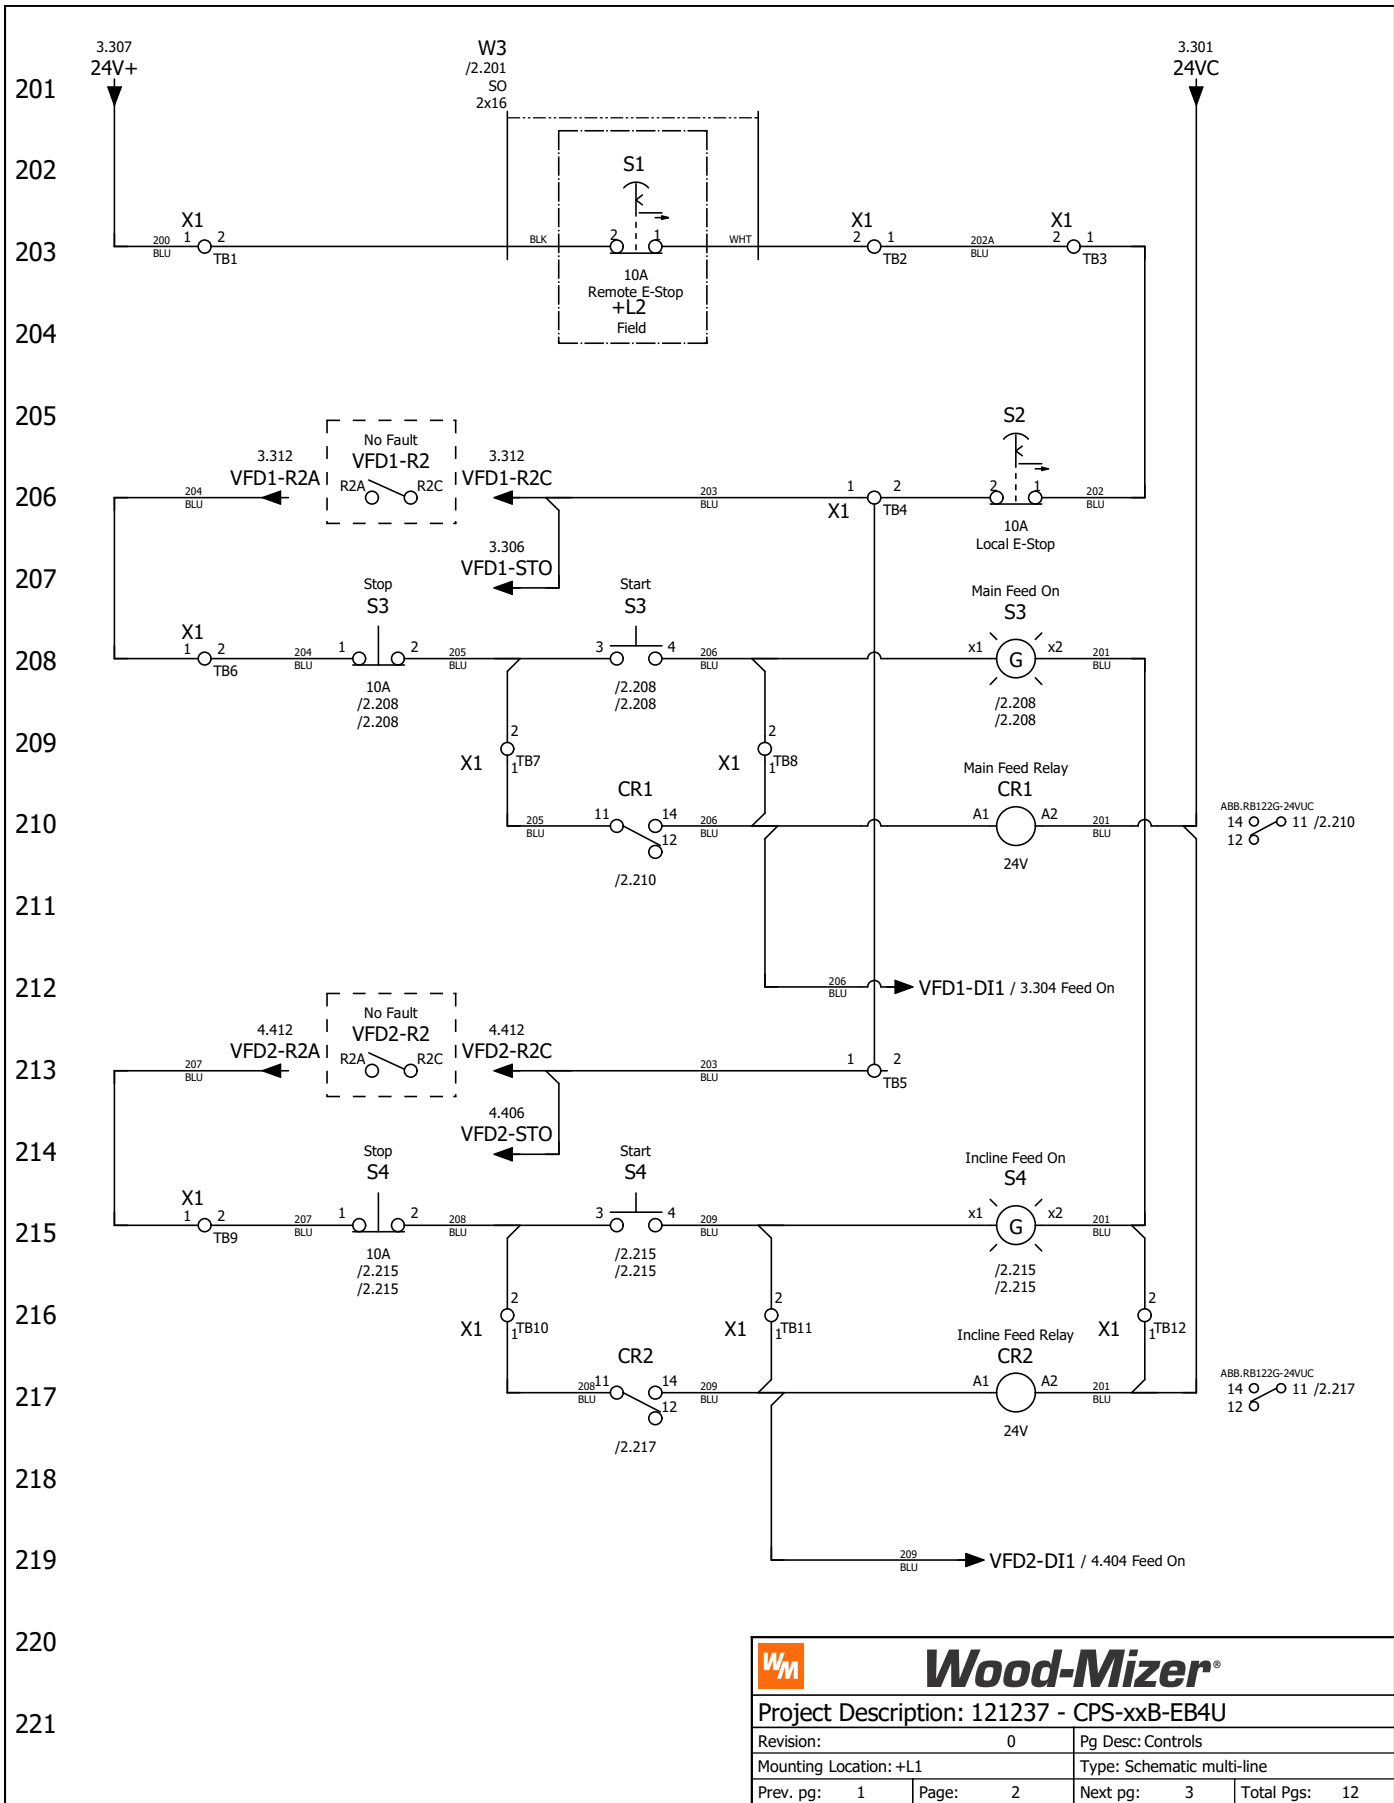 3.307
24V+
W3
/2.201
SO
2x16
3.301
24VC
201
202
S1
X1
1 2
TB1
200
BLU
BLK
2 1
WHT
X1
2 1
TB2
202A
BLU
X1
2 1
TB3
203
10A
Remote E-Stop
+L2
Field
204
205
S2
No Fault
VFD1-R2
R2A R2C
3.312
VFD1-R2A
3.312
VFD1-R2C
206
204
BLU
203
BLU
1 2
X1
TB4
2 1
202
BLU
10A
Local E-Stop
3.306
VFD1-STO
207
Stop
S3
Start
S3
Main Feed On
S3
X1
1 2
TB6
208
204
BLU
1 2
205
BLU
3 4
206
BLU
x1 G x2
201
BLU
10A
/2.208
/2.208
/2.208
/2.208
/2.208
/2.208
209
X1
2
1
TB7
X1
2
1
TB8
CR1
Main Feed Relay
CR1
ABB.RB122G-24VUC
14 11 /2.210
12
210
205
BLU
11 14
12
206
BLU
A1 A2
201
BLU
/2.210
24V
211
212
206
BLU
VFD1-DI1 / 3.304 Feed On
No Fault
VFD2-R2
R2A R2C
4.412
VFD2-R2A
4.412
VFD2-R2C
213
207
BLU
203
BLU
1 2
TB5
4.406
VFD2-STO
214
Stop
S4
Start
S4
Incline Feed On
S4
X1
1 2
TB9
215
207
BLU
1 2
208
BLU
3 4
209
BLU
x1 G x2
201
BLU
10A
/2.215
/2.215
/2.215
/2.215
/2.215
/2.215
216
X1
2
1
TB10
X1
2
1
TB11
X1
2
1
TB12
CR2
Incline Feed Relay
CR2
ABB.RB122G-24VUC
14 11 /2.217
12
217
208
BLU
11 14
12
209
BLU
A1 A2
201
BLU
/2.217
24V
218
219
209
BLU
VFD2-DI1 / 4.404 Feed On
220
221
WM
Wood-Mizer®
Project Description: 121237 - CPS-xxB-EB4U
Revision: 0 Pg Desc: Controls
Mounting Location: +L1 Type: Schematic multi-line
Prev. pg: 1 Page: 2 Next pg: 3 Total Pgs: 12